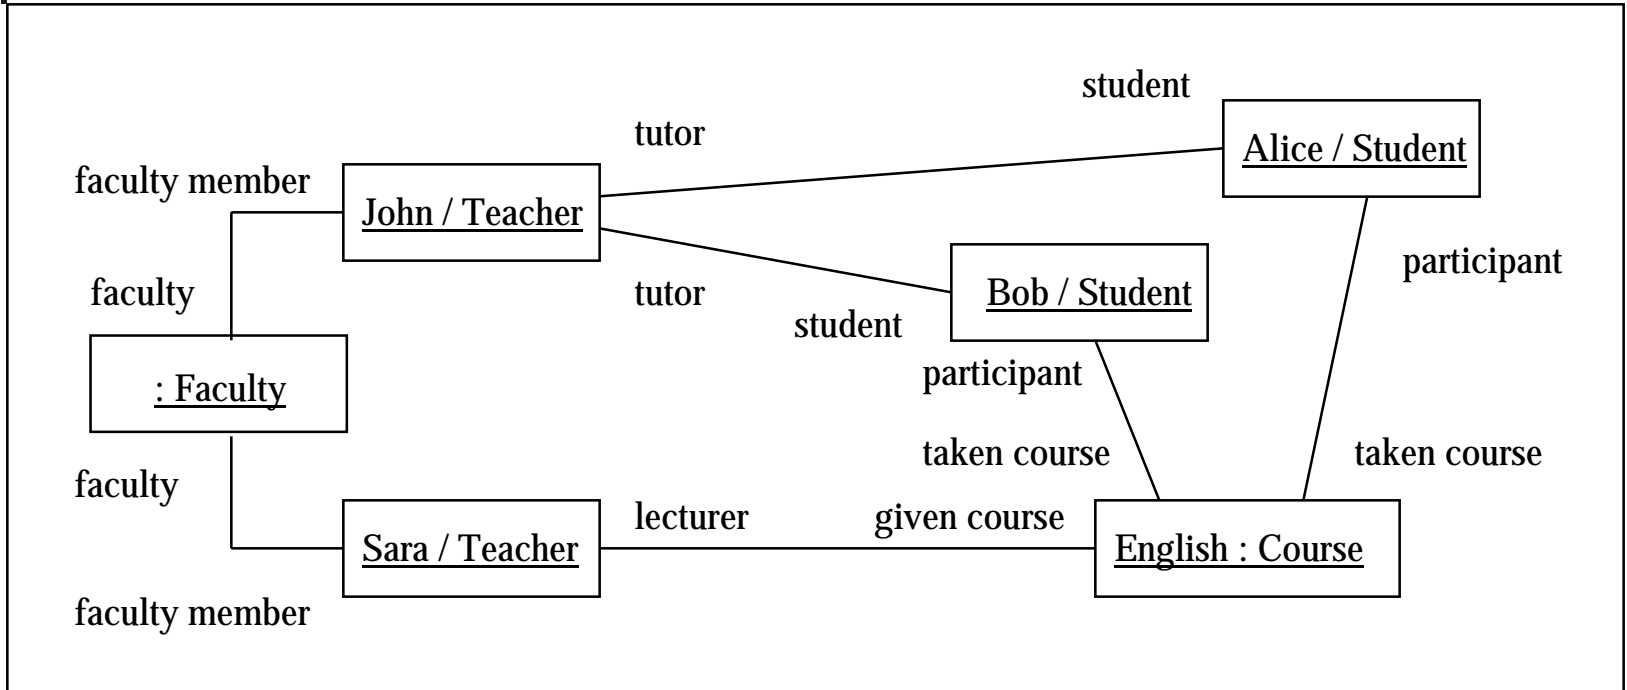 student
tutor
Alice / Student
faculty member
John / Teacher
participant
faculty
tutor
Bob / Student
student
participant
: Faculty
taken course
taken course
faculty
lecturer
given course
Sara / Teacher
English : Course
faculty member